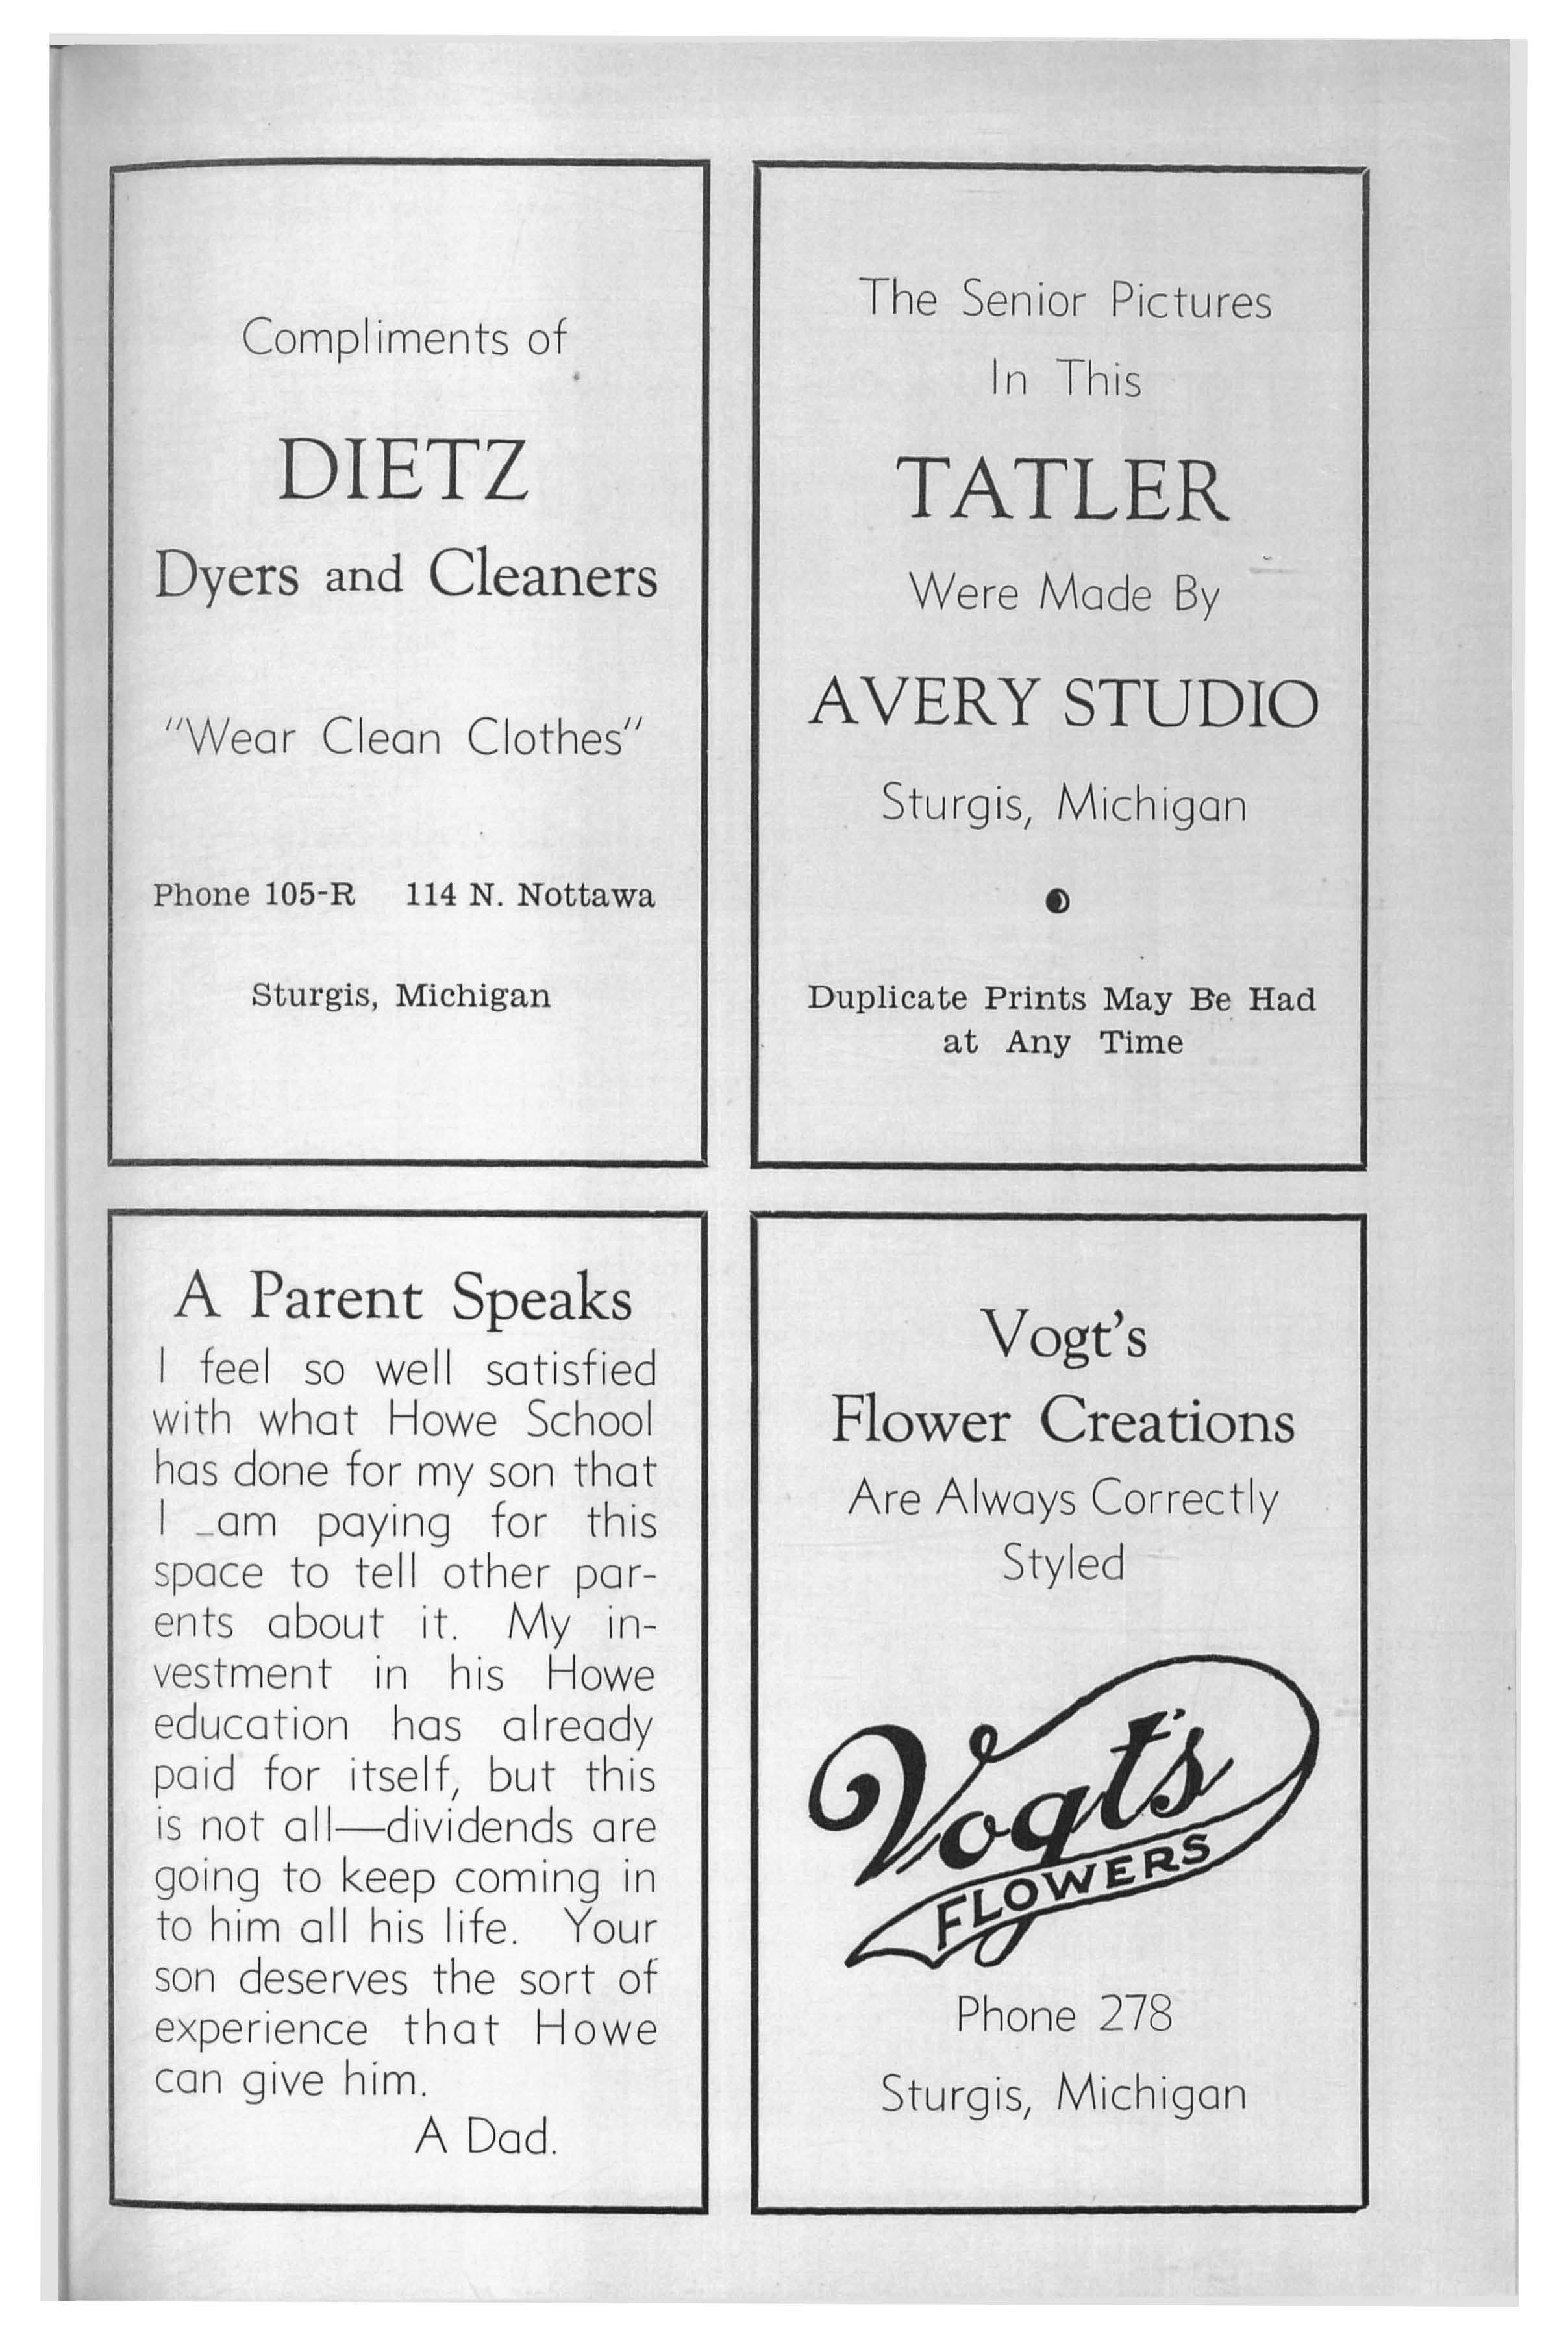 Compliments of
DIETZ
Dyers and Cleaners
"Wear Clean Clothes"
Phone 105-R 114 N. Nottawa
Sturgis, Michigan
The Senior Pictures
In This
TATLER
Were Made By
AVERY STUDIO
Sturgis, Michigan
Duplicate Prints May Be Had
at Any Time
A Parent Speaks
I feel so well satisfied
with what Howe School
has done for my son that
I am paying for this
space to tell other par-
ents about it. My in-
vestment in his Howe
education has already
paid for itself, but this
is not all—dividends are
going to keep coming in
to him all his life. Your
son deserves the sort of
experience that Howe
can give him.
A Dad.
Vogt's
Flower Creations
Are Always Correctly
Styled
Vogt's
FLOWERS
Phone 278
Sturgis, Michigan